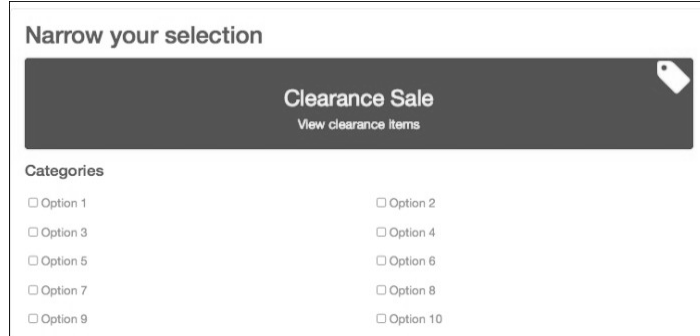 Narrow your selection
Clearance Sale
View clearance items
Categories
Option 1 Option 2
Option 3 Option 4
Option 5 Option 6
Option 7 Option 8
Option 9 Option 10